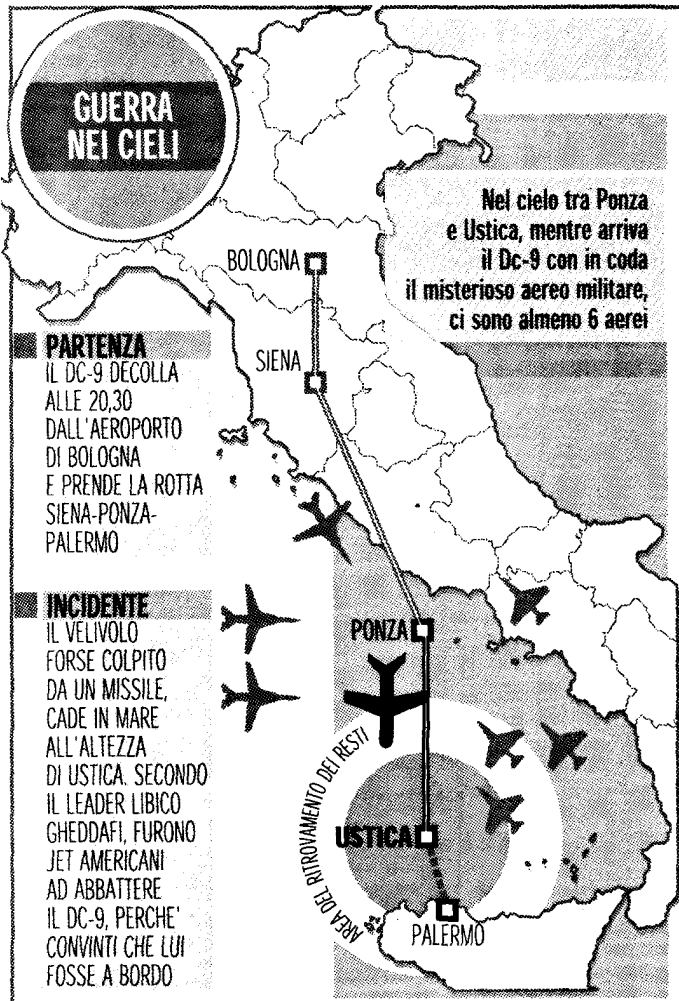 GUERRA
NEI CIELI
Nel cielo tra Ponza
e Ustica, mentre arriva
il Dc-9 con in coda
il misterioso aereo militare,
ci sono almeno 6 aerei
BOLOGNA
SIENA
PARTENZA
IL DC-9 DECOLLA
ALLE 20,30
DALL'AEROPORTO
DI BOLOGNA
E PRENDE LA ROTTA
SIENA-PONZA-
PALERMO
INCIDENTE
IL VELIVOLO
FORSE COLPITO
DA UN MISSILE,
CADE IN MARE
ALL'ALTEZZA
DI USTICA. SECONDO
IL LEADER LIBICO
GHEDDAFI, FURONO
JET AMERICANI
AD ABBATTERE
IL DC-9, PERCHE'
CONVINTI CHE LUI
FOSSE A BORDO
PONZA
AREA DEL RITROVAMENTO DEI RESTI
USTICA
PALERMO